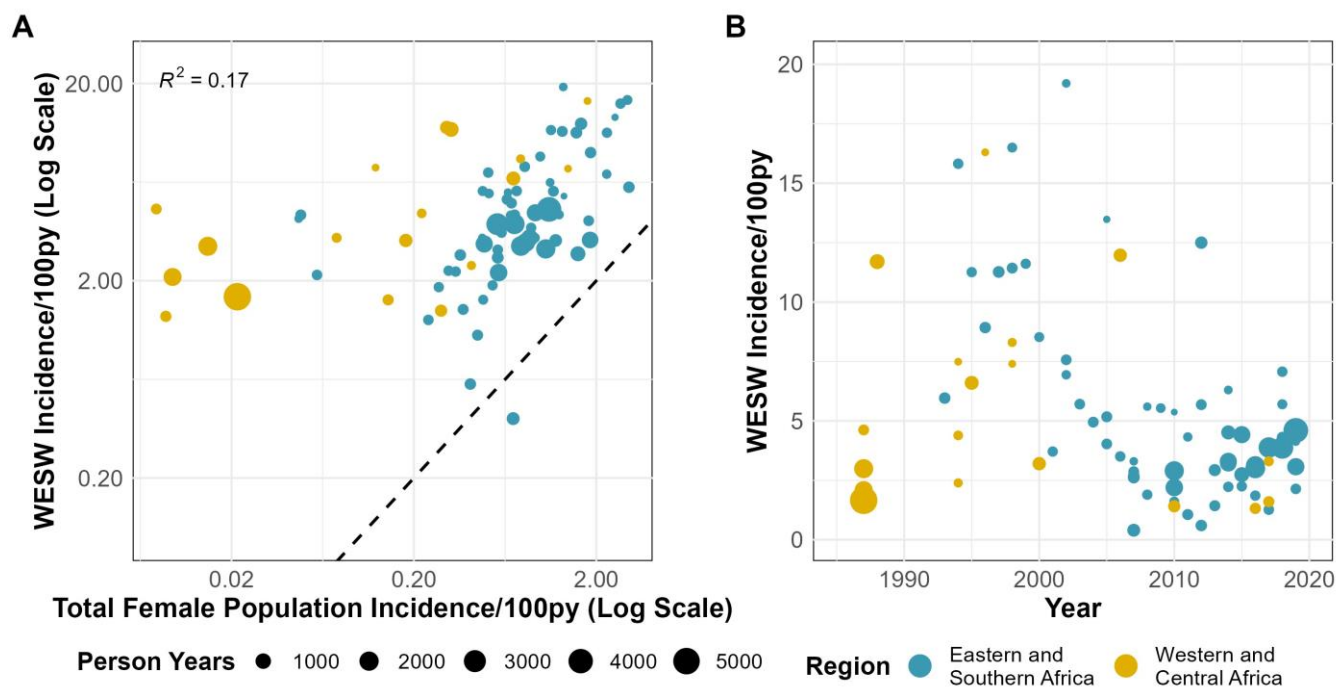 A
B
R² = 0.17
WESW Incidence/100py (Log Scale)
20.00
2.00
0.20
0.02
0.20
2.00
Total Female Population Incidence/100py (Log Scale)
WESW Incidence/100py
20
15
10
5
0
1990
2000
2010
2020
Year
Person Years
1000
2000
3000
4000
5000
Region
Eastern and
Southern Africa
Western and
Central Africa